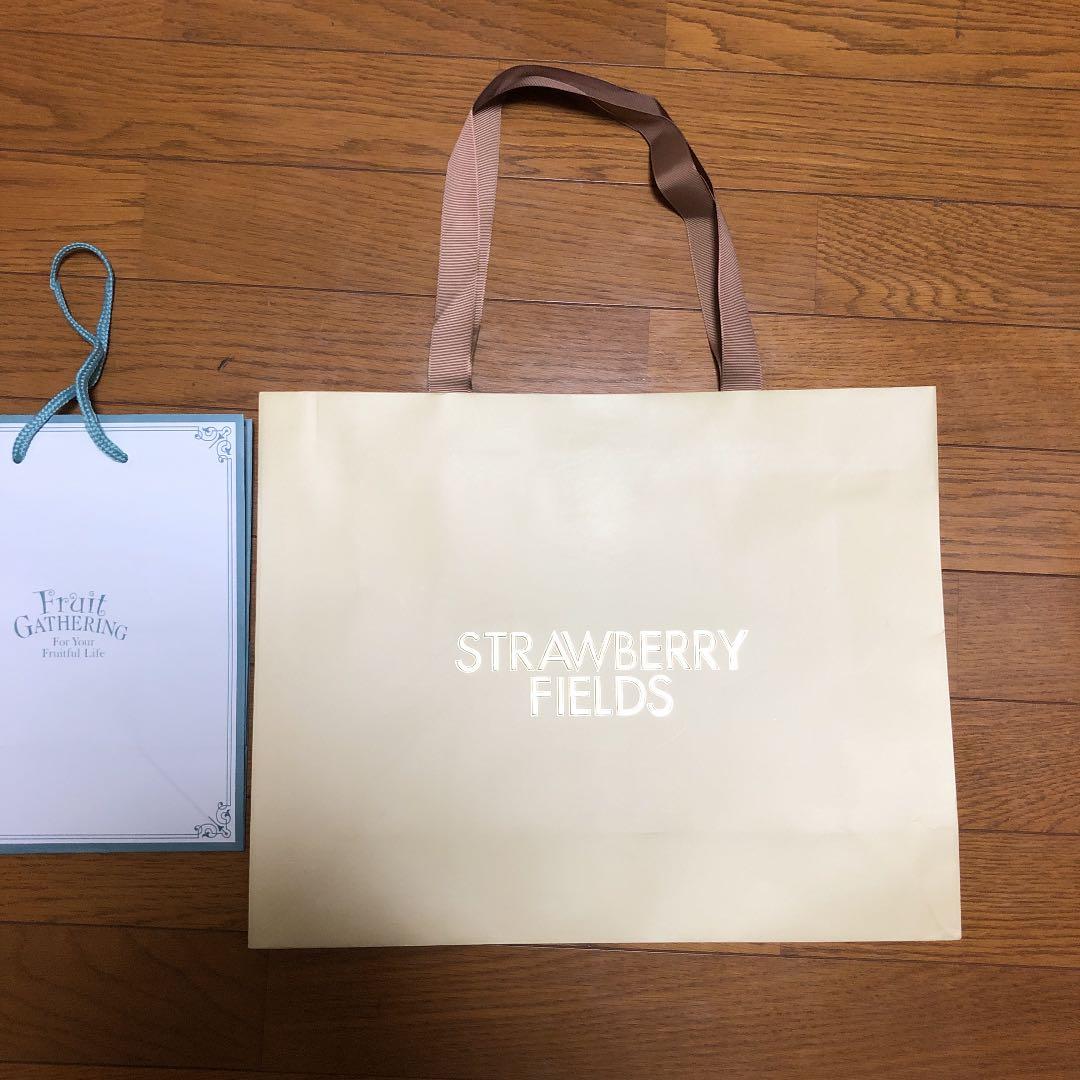 Fruit
GATHERING
For Your
Fruitful Life
STRAWBERRY
FIELDS